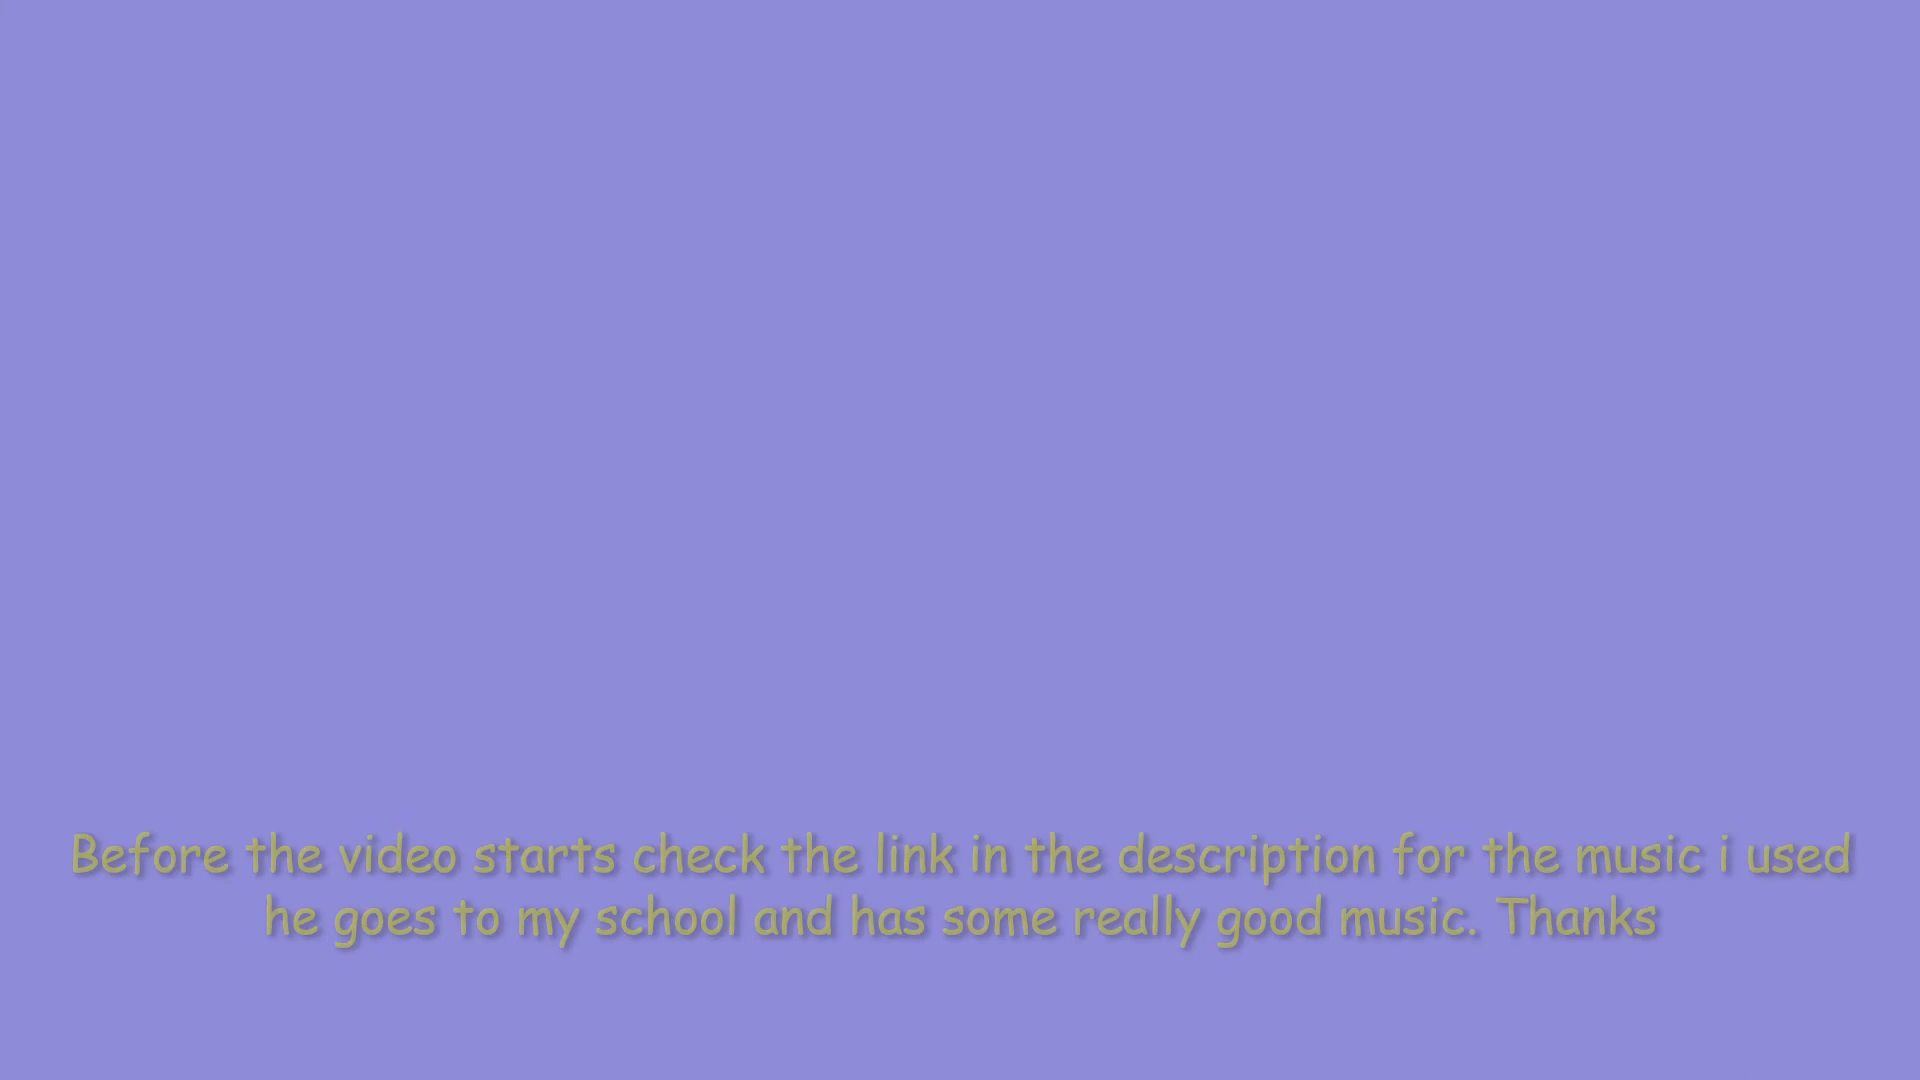 Before the video starts check the link in the description for the music i used
he goes to my school and has some really good music. Thanks